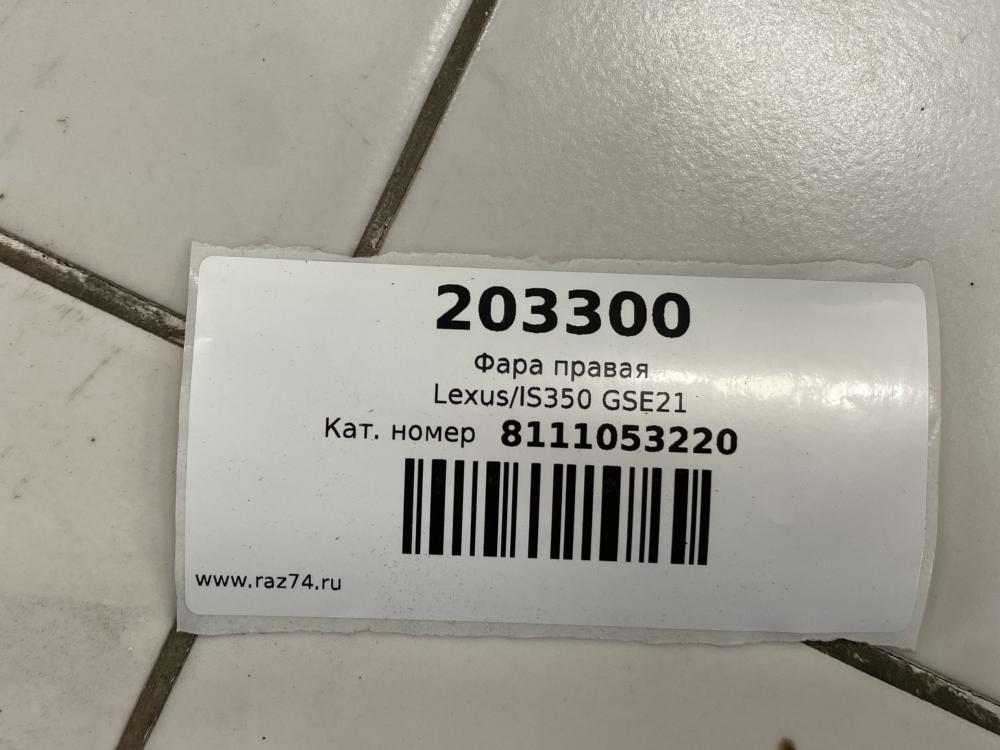 203300
Фара правая
Lexus/IS350 GSE21
Кат. номер 8111053220
www.raz74.ru